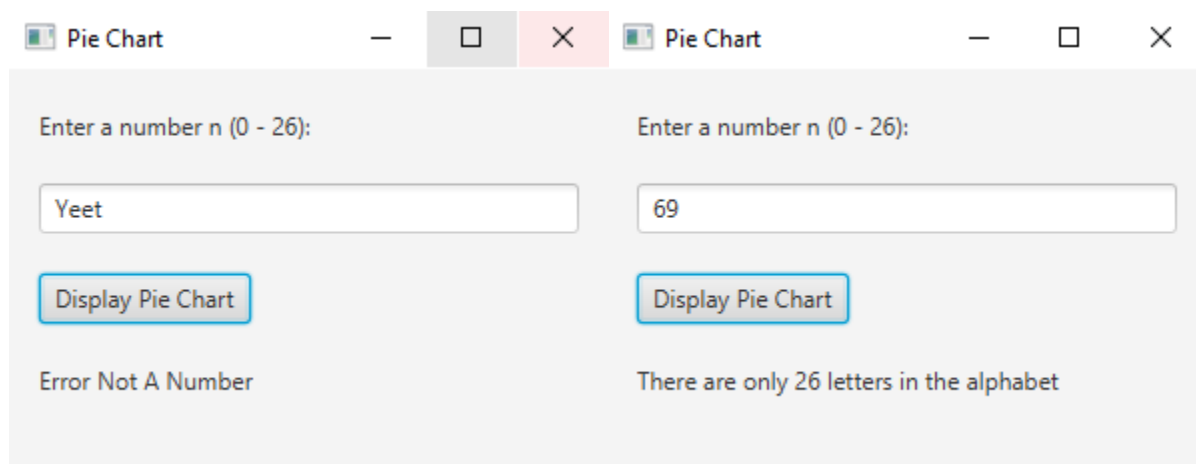 Pie Chart
Enter a number n (0 - 26):
Yeet
Display Pie Chart
Error Not A Number
Pie Chart
Enter a number n (0 - 26):
69
Display Pie Chart
There are only 26 letters in the alphabet